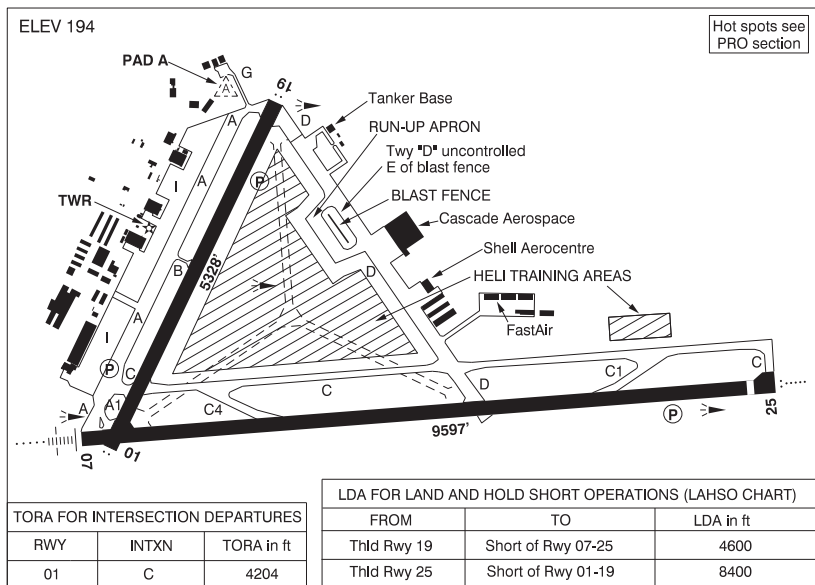 ELEV 194
Hot spots see
PRO section
PAD A
"A"
G
19
D
Tanker Base
RUN-UP APRON
Twy "D" uncontrolled
E of blast fence
BLAST FENCE
Cascade Aerospace
Shell Aerocentre
HELI TRAINING AREAS
FastAir
A
I
A
P
TWR
B
5328'
D
A
I
P
C
A
A1
C4
C
D
C1
C
07
01
9597'
P
25
TORA FOR INTERSECTION DEPARTURES
RWY INTXN TORA in ft
01 C 4204
LDA FOR LAND AND HOLD SHORT OPERATIONS (LAHSO CHART)
FROM TO LDA in ft
Thld Rwy 19 Short of Rwy 07-25 4600
Thld Rwy 25 Short of Rwy 01-19 8400